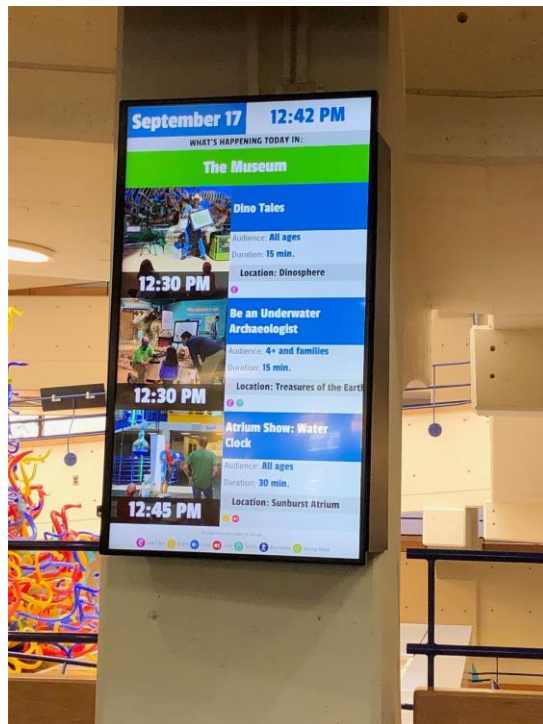 September 17 12:42 PM
WHAT'S HAPPENING TODAY IN:
The Museum
Dino Tales
Audience: All ages
Duration: 15 min.
Location: Dinosphere
12:30 PM
Be an Underwater
Archaeologist
Audience: 4+ and families
Duration: 15 min.
Location: Treasures of the Earth
12:30 PM
Atrium Show: Water
Clock
Audience: All ages
Duration: 30 min.
Location: Sunburst Atrium
12:45 PM